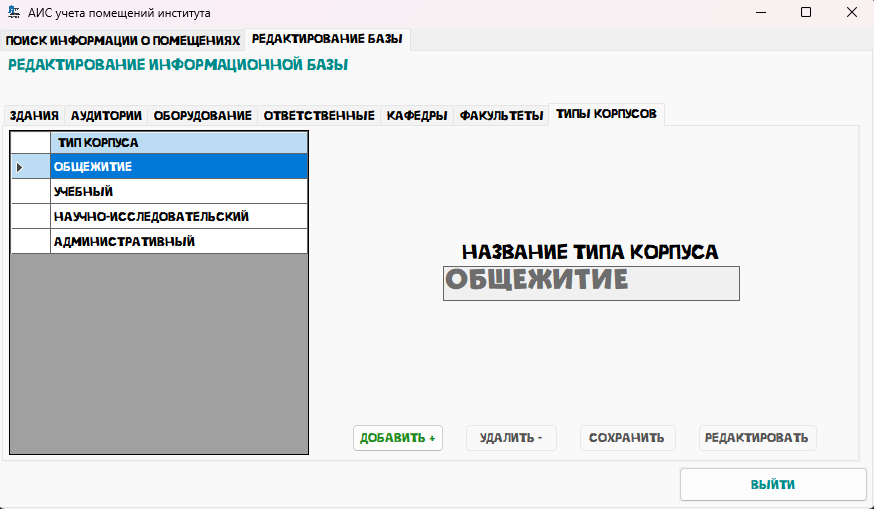 АИС учета помещений института
ПОИСК ИНФОРМАЦИИ О ПОМЕЩЕНИЯХ РЕДАКТИРОВАНИЕ БАЗЫ
РЕДАКТИРОВАНИЕ ИНФОРМАЦИОННОЙ БАЗЫ
ЗДАНИЯ АУДИТОРИИ ОБОРУДОВАНИЕ ОТВЕТСТВЕННЫЕ КАФЕДРЫ ФАКУЛЬТЕТЫ ТИПЫ КОРПУСОВ
ТИП КОРПУСА
ОБЩЕЖИТИЕ
УЧЕБНЫЙ
НАУЧНО-ИССЛЕДОВАТЕЛЬСКИЙ
АДМИНИСТРАТИВНЫЙ
НАЗВАНИЕ ТИПА КОРПУСА
ОБЩЕЖИТИЕ
ДОБАВИТЬ + УДАЛИТЬ - СОХРАНИТЬ РЕДАКТИРОВАТЬ
ВЫЙТИ